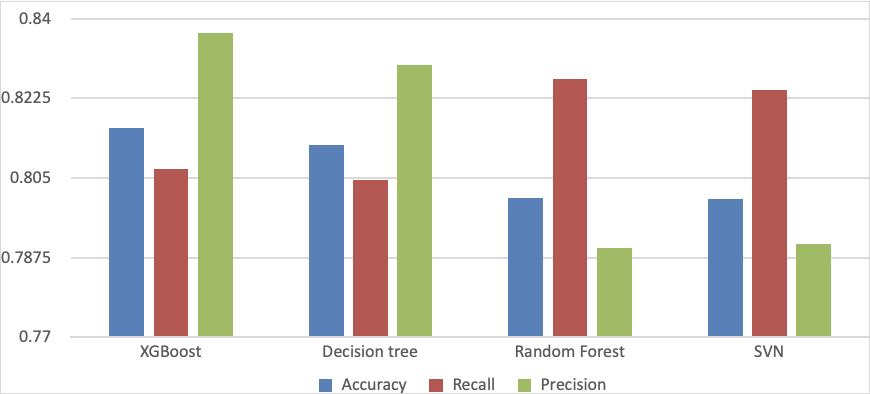 0.84
0.8225
0.805
0.7875
0.77
XGBoost Decision tree Random Forest SVN
Accuracy Recall Precision